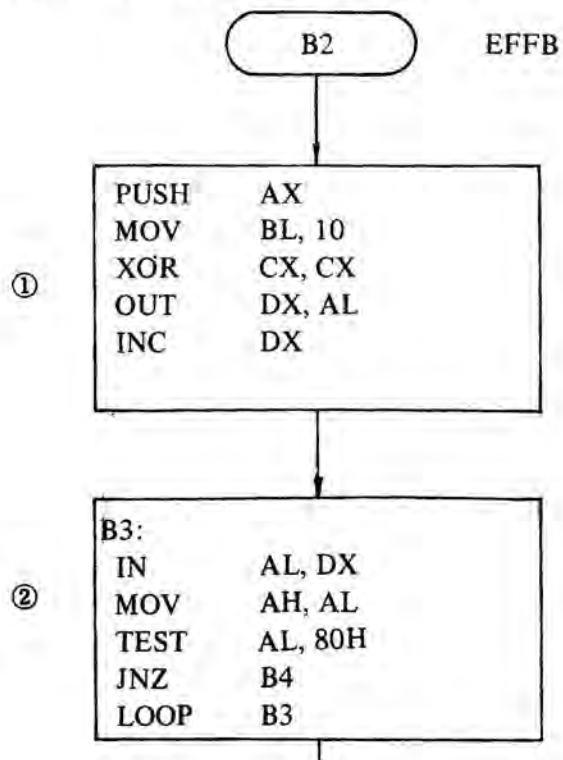 B2 EFFB
①
PUSH AX
MOV BL, 10
XOR CX, CX
OUT DX, AL
INC DX
②
B3:
IN AL, DX
MOV AH, AL
TEST AL, 80H
JNZ B4
LOOP B3